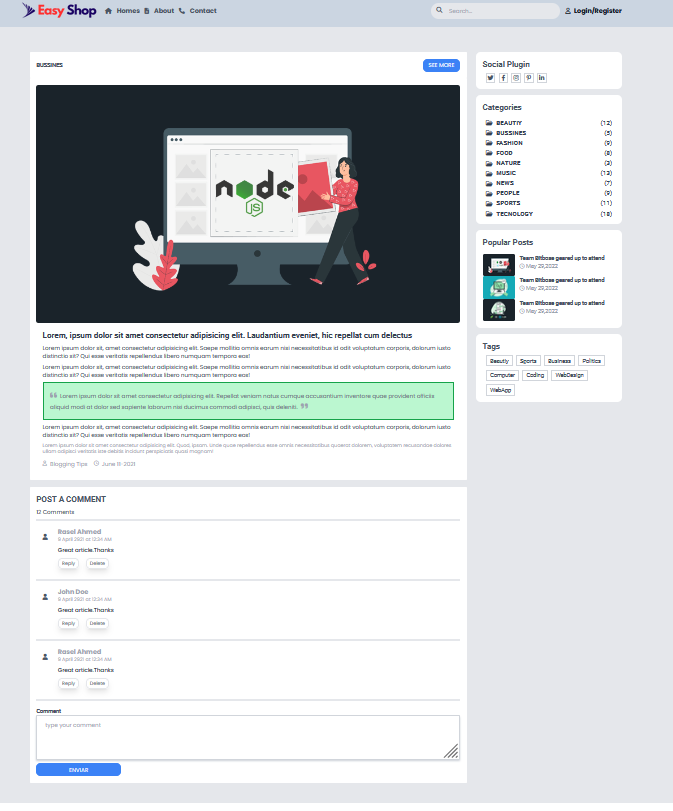 Easy Shop
Homes
About
Contact
Search...
Login/Register
BUSSINES
SEE MORE
node
JS
Lorem, ipsum dolor sit amet consectetur adipisicing elit. Laudantium eveniet, hic repellat cum delectus
Lorem ipsum dolor sit, amet consectetur adipisicing elit. Saepe mollitia omnis earum nisi necessitatibus id odit voluptatum corporis, dolorum, iusto
distinctio sit? Qui esse veritatis repellendus libero numquam tempora eos!
Lorem ipsum dolor sit, amet consectetur adipisicing elit. Saepe mollitia omnis earum nisi necessitatibus id odit voluptatum corporis, dolorum, iusto
distinctio sit? Qui esse veritatis repellendus libero numquam tempora eos!
Lorem ipsum dolor sit amet consectetur adipisicing elit. Repellat veniam natus cumque accusantium inventore quae provident officiis
aliquid modi at dolor sed sapiente laborum nisi ducimus commodi adipisci, quis deleniti.
Lorem ipsum dolor sit, amet consectetur adipisicing elit. Saepe mollitia omnis earum nisi necessitatibus id odit voluptatum corporis, dolorum, iusto
distinctio sit? Qui esse veritatis repellendus libero numquam tempora eos!
Lorem ipsum dolor sit amet consectetur adipisicing elit. Quod, ipsam. Unde quae repellendus esse omnis necessitatibus, quaerat dolorem, voluptatem recusandae dolores
ullam adipisci veritatis iste debitis incidunt perspiciatis quasi magnam!
Blogging Tips
June 111 2021
POST A COMMENT
12 Comments
Rasel Ahmed
6 April 2021 at 12:34 AM
Great article.Thanks
Reply
Delete
John Doe
6 April 2021 at 12:34 AM
Great article.Thanks
Reply
Delete
Rasel Ahmed
6 April 2021 at 12:34 AM
Great article.Thanks
Reply
Delete
Comment
type your comment
ENVIAR
Social Plugin
Categories
BEAUTIY (12)
BUSSINES (5)
FASHION (9)
FOOD (8)
NATURE (3)
MUSIC (13)
NEWS (7)
PEOPLE (9)
SPORTS (11)
TECNOLOGY (18)
Popular Posts
Team Bitbose geared up to attend
May 29,2022
Team Bitbose geared up to attend
May 29,2022
Team Bitbose geared up to attend
May 29,2022
Tags
Beautiy
Sports
Business
Politics
Computer
Coding
WebDesign
WebApp